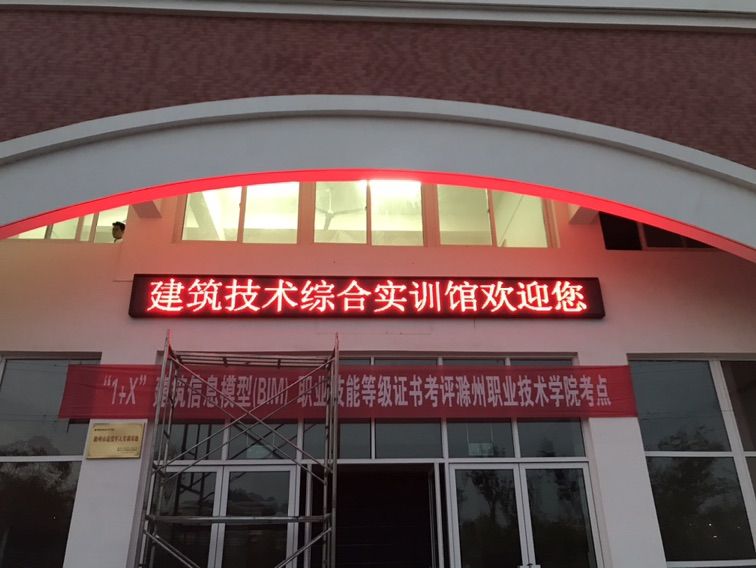 建筑技术综合实训馆欢迎您
“1+X”建筑信息模型(BIM) 职业技能等级证书考评滁州职业技术学院考点